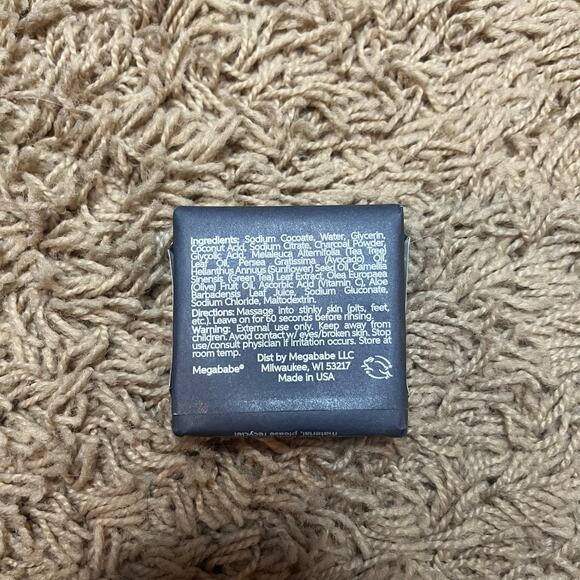 Ingredients: Sodium Cocoate, Water, Glycerin,
Coconut Acid, Sodium Citrate, Charcoal Powder,
Glycolic Acid, Melaleuca Alternifolia (Tea Tree)
Leaf Oil, Persea Gratissima (Avocado) Oil,
Helianthus Annuus (Sunflower) Seed Oil, Camellia
Sinensis (Green Tea) Leaf Extract, Olea Europaea
(Olive) Fruit Oil, Ascorbic Acid (Vitamin C), Aloe
Barbadensis Leaf Juice, Sodium Gluconate,
Sodium Chloride, Maltodextrin.
Directions: Massage into stinky skin (pits, feet,
etc.). Leave on for 60 seconds before rinsing.
Warning: External use only. Keep away from
children. Avoid contact w/ eyes/broken skin. Stop
use/consult physician if irritation occurs. Store at
room temp.
Dist by Megababe LLC
Megababe® Milwaukee, WI 53217
Made in USA
material, please recycle!